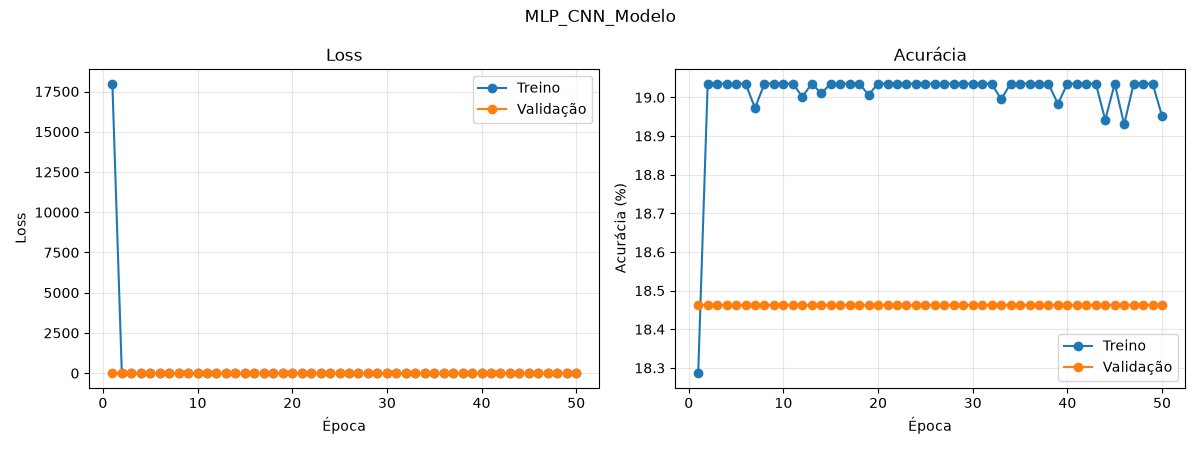 MLP_CNN_Modelo
Loss
Treino
Validação
17500
15000
12500
10000
7500
5000
2500
0
Loss
0
10
20
30
40
50
Época
Acurácia
19.0
18.9
18.8
18.7
18.6
18.5
18.4
18.3
Acurácia (%)
Treino
Validação
0
10
20
30
40
50
Época